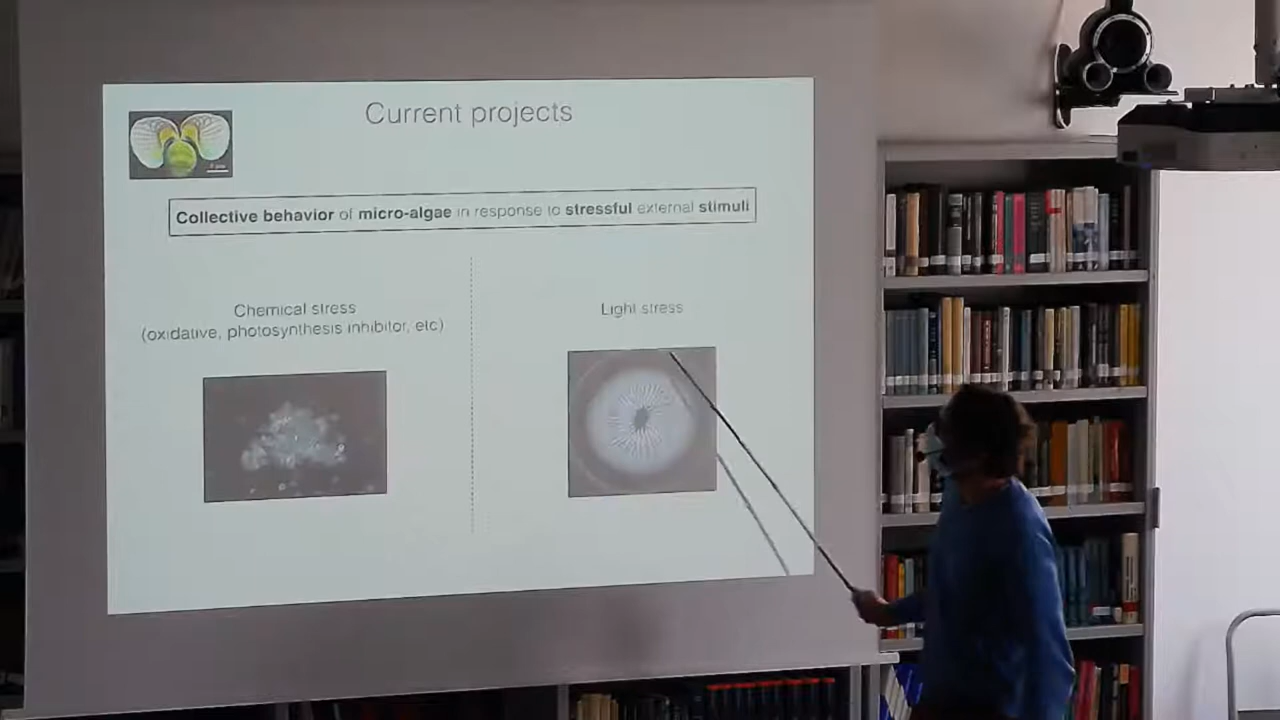 Current projects
Collective behavior of micro-algae in response to stressful external stimuli
Chemical stress
(oxidative, photosynthesis inhibitor, etc)
Light stress